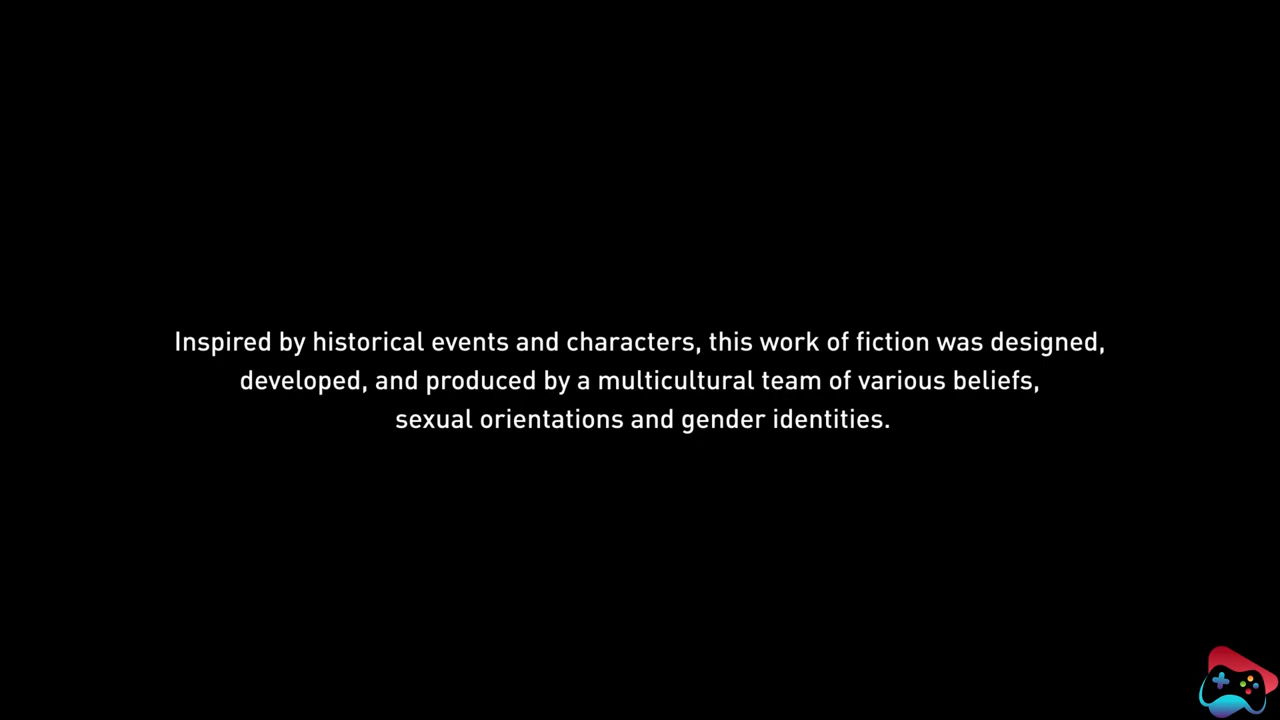 Inspired by historical events and characters, this work of fiction was designed,
developed, and produced by a multicultural team of various beliefs,
sexual orientations and gender identities.